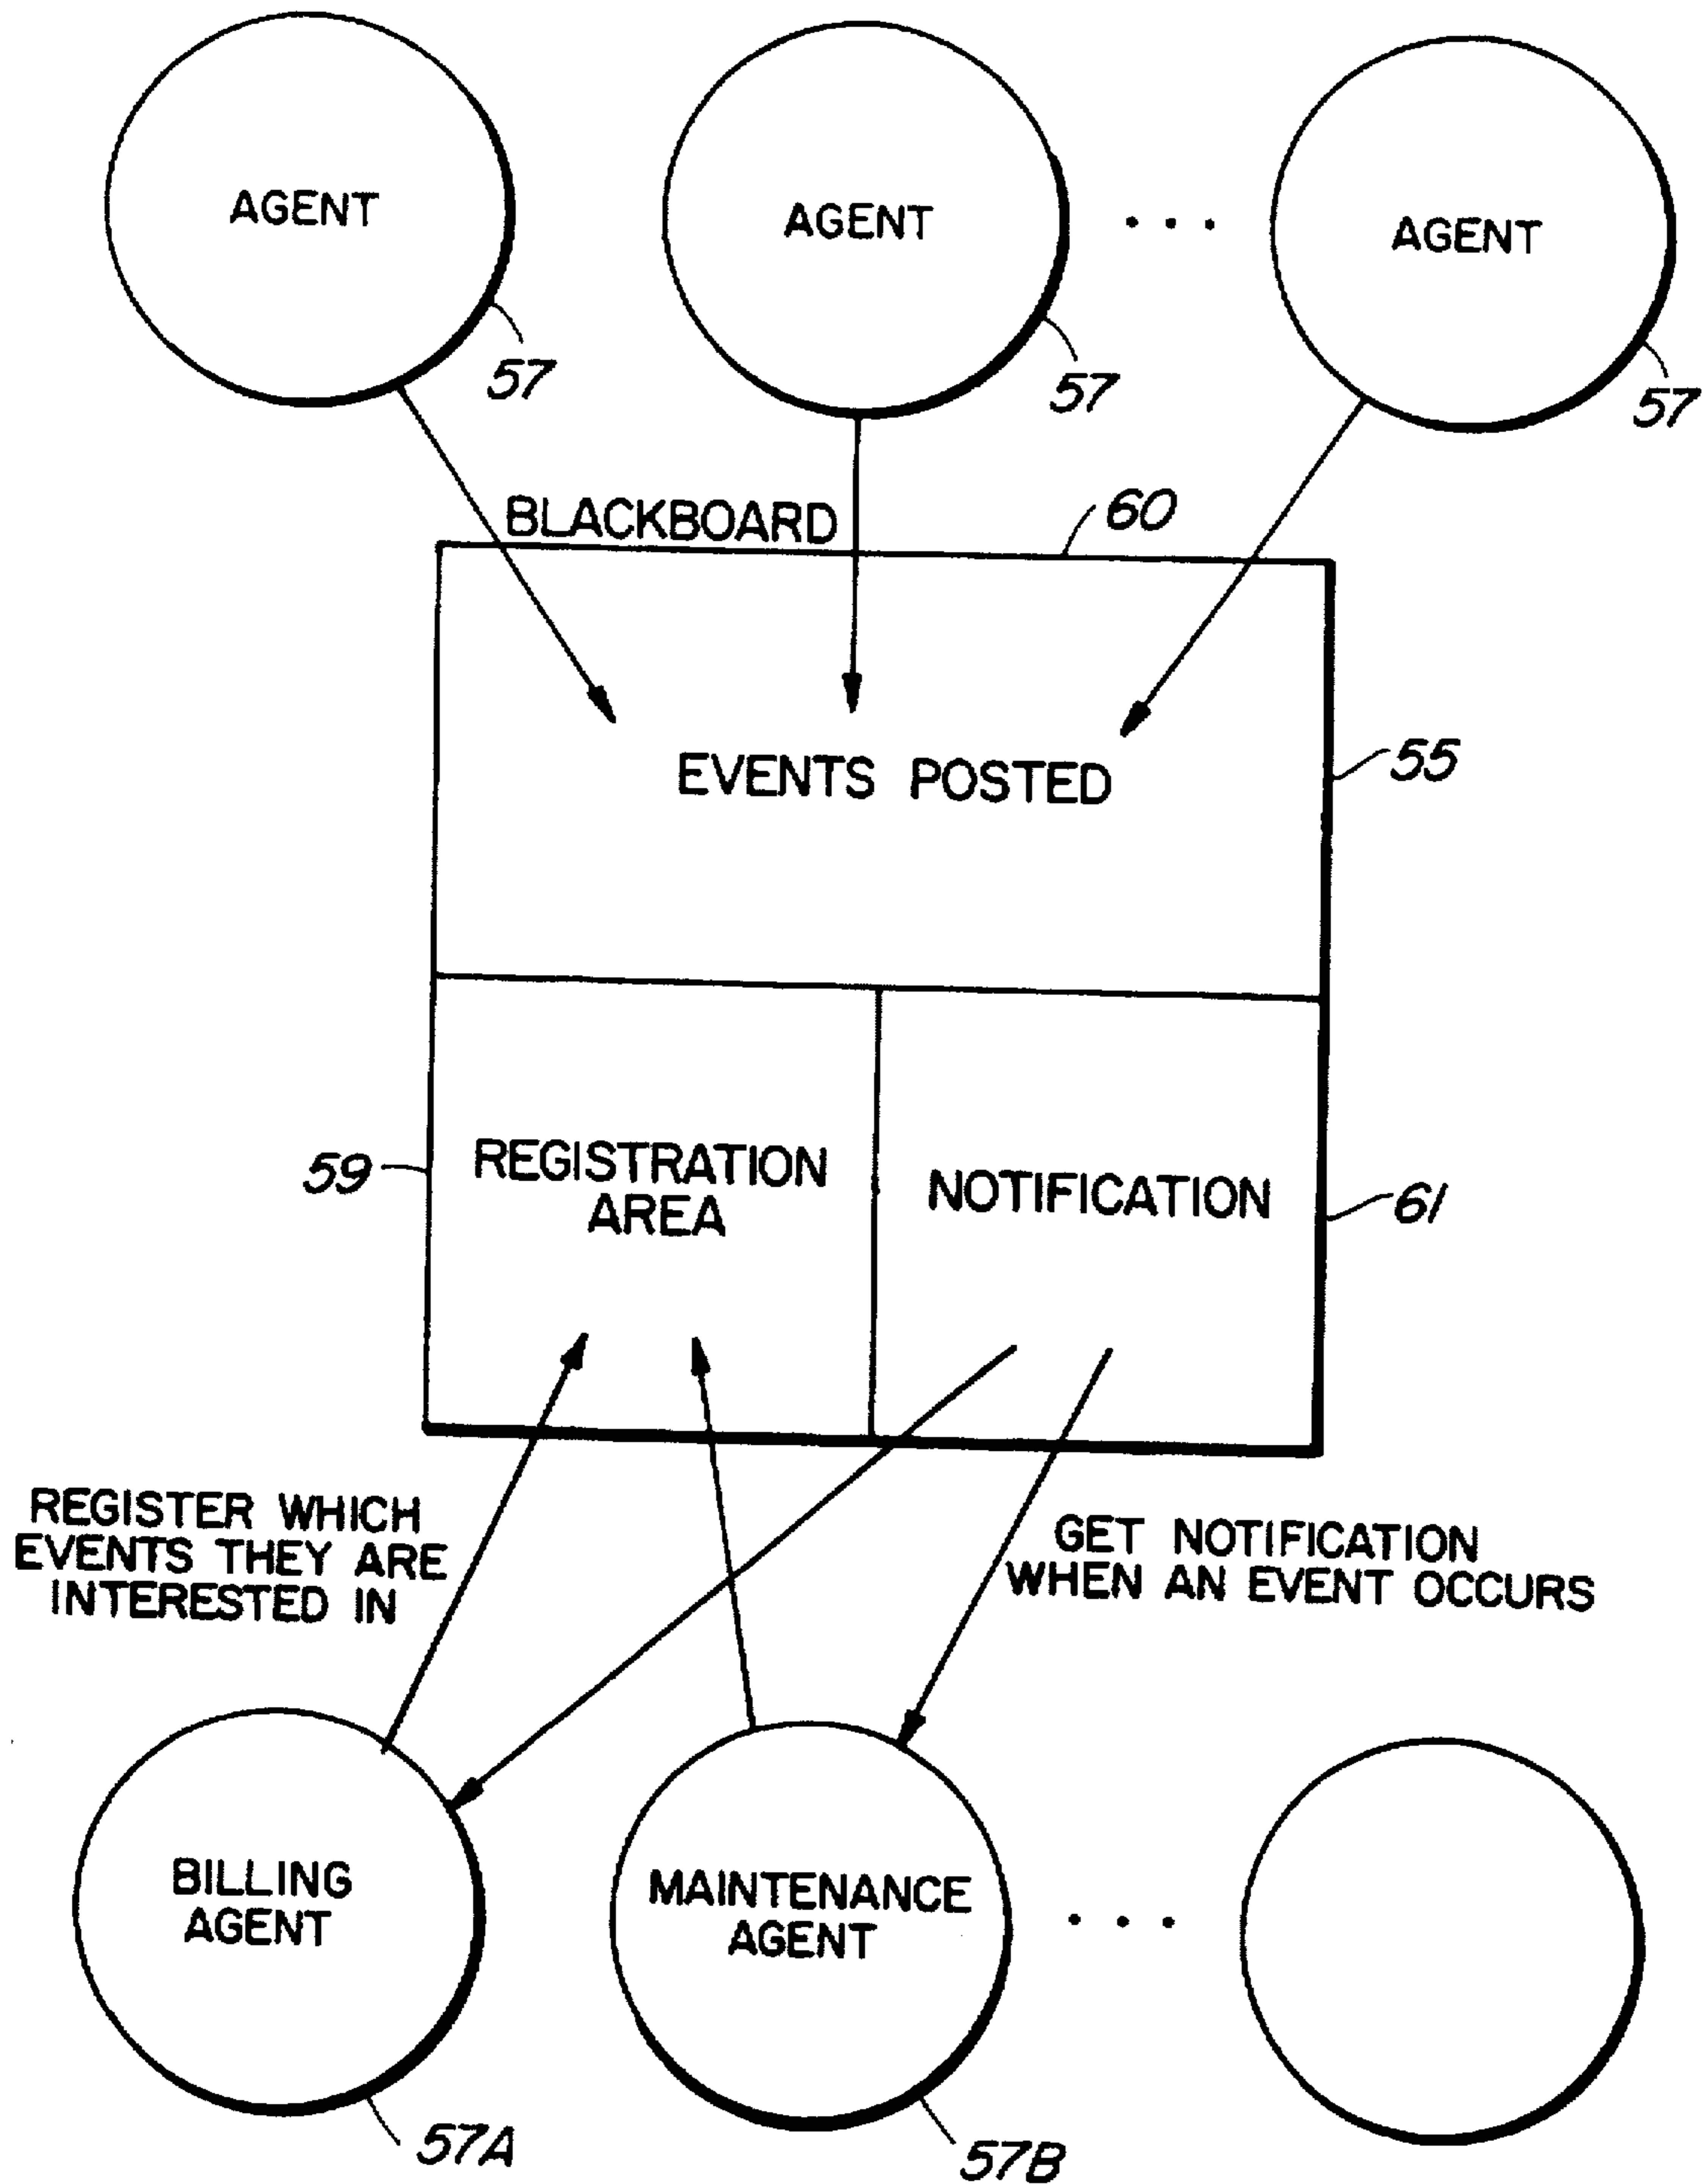 AGENT
AGENT
• • •
AGENT
57
57
57
BLACKBOARD
60
EVENTS POSTED
55
59
REGISTRATION
AREA
NOTIFICATION
61
REGISTER WHICH
EVENTS THEY ARE
INTERESTED IN
GET NOTIFICATION
WHEN AN EVENT OCCURS
BILLING
AGENT
MAINTENANCE
AGENT
• • •
57A
57B